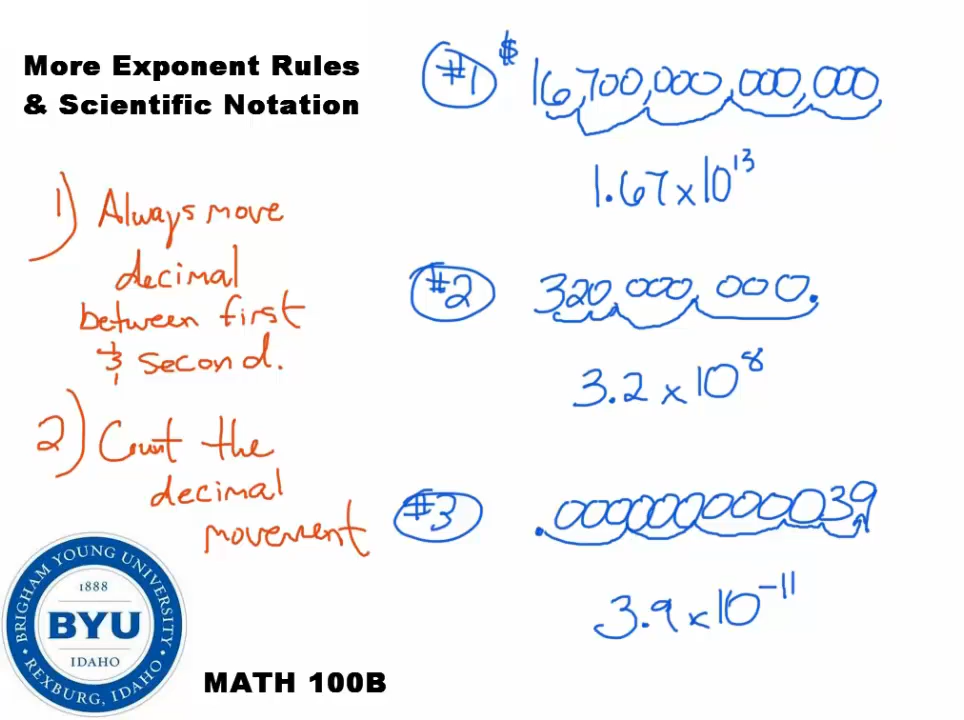 More Exponent Rules
& Scientific Notation
1) Always move
decimal
between first
& second.
2) Count the
decimal
movement
#1 $16,700,000,000,000
1.67 x 10^13
#2 320,000,000.
3.2 x 10^8
#3
3.9 x 10^-11
BRIGHAM YOUNG UNIVERSITY
1888
BYU
IDAHO
REXBURG, IDAHO
MATH 100B